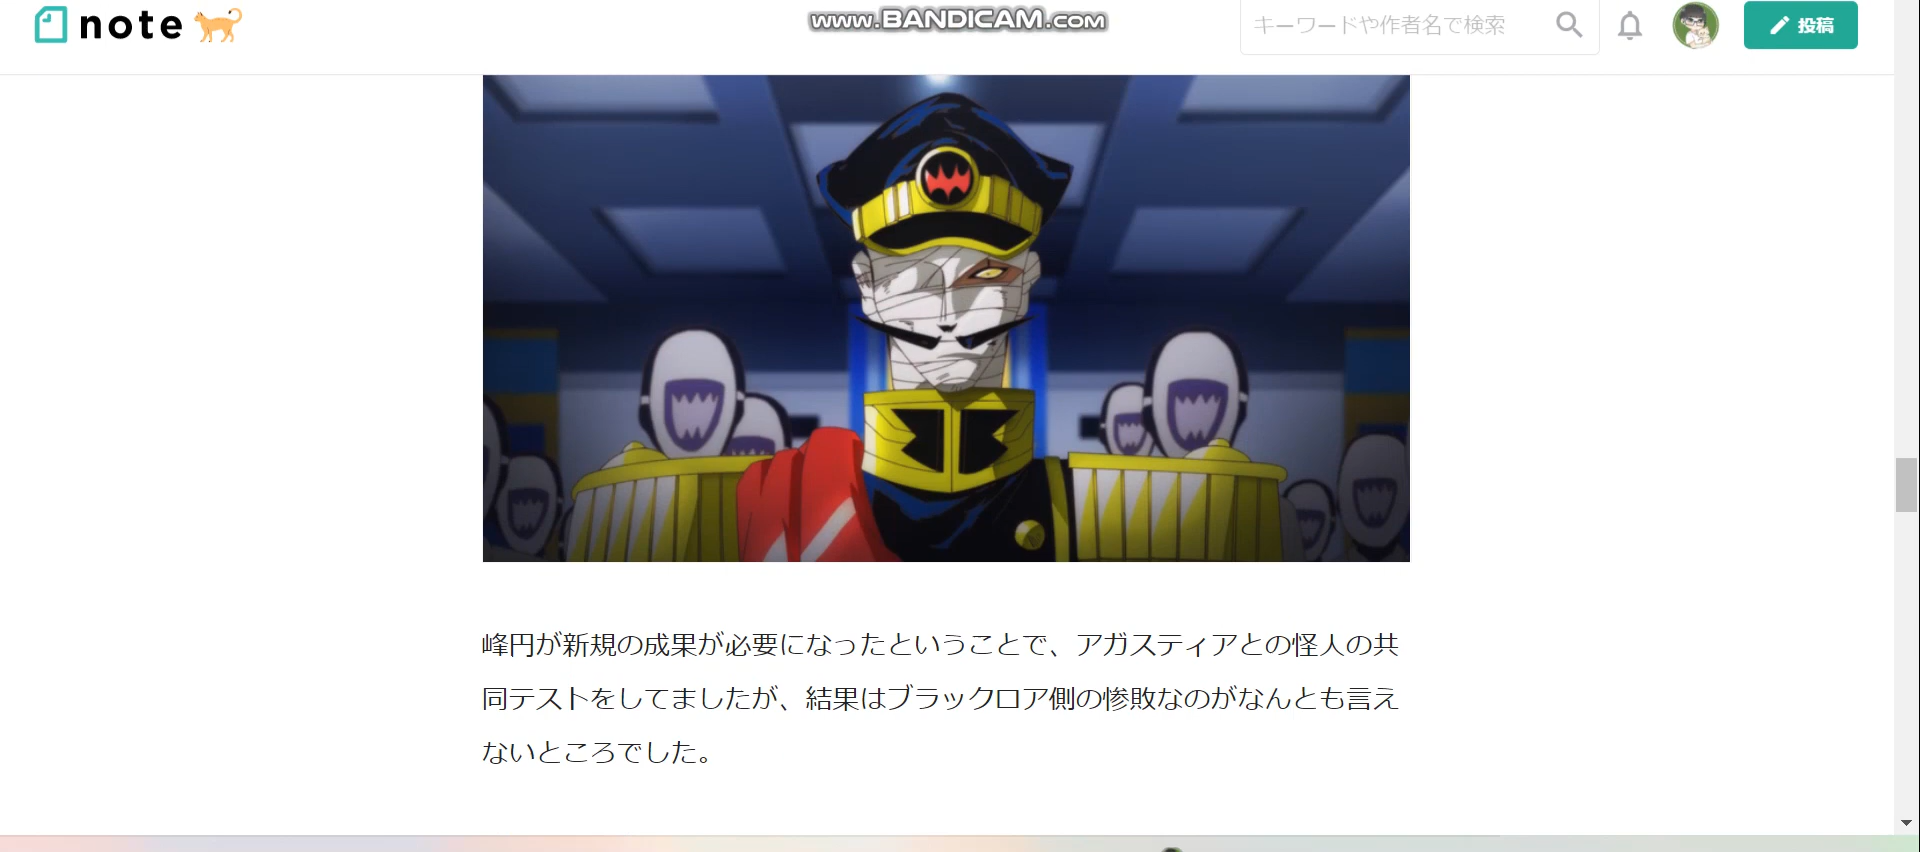 note
www.BANDICAM.com
キーワードや作者名で検索
投稿
峰円が新規の成果が必要になったということで、アガスティアとの怪人の共
同テストをしてましたが、結果はブラックロア側の惨敗なのがなんとも言え
ないところでした。